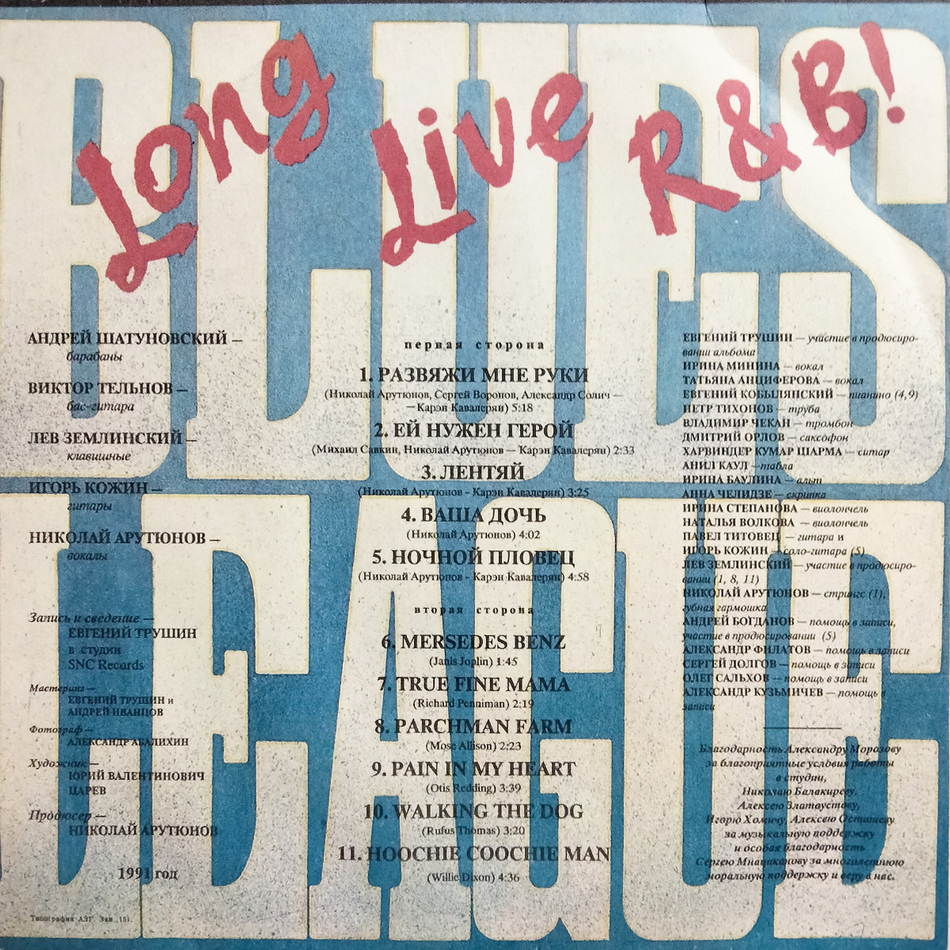 BLUES
LEAGUE
Long Live R & B!
АНДРЕЙ ШАТУНОВСКИЙ —
барабаны
ВИКТОР ТЕЛЬНОВ —
бас-гитара
ЛЕВ ЗЕМЛИНСКИЙ —
клавишные
ИГОРЬ КОЖИН —
гитары
НИКОЛАЙ АРУТЮНОВ —
вокалы
Запись и сведение —
ЕВГЕНИЙ ТРУШИН
в студии
SNC Records
Мастеринг —
ЕВГЕНИЙ ТРУШИН и
АНДРЕЙ ИВАНЦОВ
Фотограф —
АЛЕКСАНДР АБАЛИХИН
Художник —
ЮРИЙ ВАЛЕНТИНОВИЧ
ЦАРЕВ
Продюсер —
НИКОЛАЙ АРУТЮНОВ
1991 год
Типография АЗТ. Зак. 151.
первая сторона
1. РАЗВЯЖИ МНЕ РУКИ
(Николай Арутюнов, Сергей Воронов, Александр Солич —
— Карэн Кавалерян) 5:18
2. ЕЙ НУЖЕН ГЕРОЙ
(Михаил Савкин, Николай Арутюнов — Карэн Кавалерян) 2:33
3. ЛЕНТЯЙ
(Николай Арутюнов - Карэн Кавалерян) 3:25
4. ВАША ДОЧЬ
(Николай Арутюнов) 4:02
5. НОЧНОЙ ПЛОВЕЦ
(Николай Арутюнов - Карэн Кавалерян) 4:58
вторая сторона
6. MERSEDES BENZ
(Janis Joplin) 1:45
7. TRUE FINE MAMA
(Richard Penniman) 2:19
8. PARCHMAN FARM
(Mose Allison) 2:23
9. PAIN IN MY HEART
(Otis Redding) 3:39
10. WALKING THE DOG
(Rufus Thomas) 3:20
11. HOOCHIE COOCHIE MAN
(Willie Dixon) 4:36
ЕВГЕНИЙ ТРУШИН — участие в продюсиро-
вании альбома
ИРИНА МИНИНА — вокал
ТАТЬЯНА АНЦИФЕРОВА — вокал
ЕВГЕНИЙ КОБЫЛЯНСКИЙ — пианино (4,9)
ПЕТР ТИХОНОВ — труба
ВЛАДИМИР ЧЕКАН — тромбон
ДМИТРИЙ ОРЛОВ — саксофон
ХАРВИНДЕР КУМАР ШАРМА — ситар
АНИЛ КАУЛ — табла
ИРИНА БАУЛИНА — альт
АННА ЧЕЛИДЗЕ — скрипка
ИРИНА СТЕПАНОВА — виолончель
НАТАЛЬЯ ВОЛКОВА — виолончель
ПАВЕЛ ТИТОВЕЦ — гитара и
ИГОРЬ КОЖИН — соло-гитара (5)
ЛЕВ ЗЕМЛИНСКИЙ — участие в продюсиро-
вании (1, 8, 11)
НИКОЛАЙ АРУТЮНОВ — стрингс (1),
губная гармошка
АНДРЕЙ БОГДАНОВ — помощь в записи,
участие в продюсировании (5)
АЛЕКСАНДР ФИЛАТОВ — помощь в записи
СЕРГЕЙ ДОЛГОВ — помощь в записи
ОЛЕГ САЛЬХОВ — помощь в записи
АЛЕКСАНДР КУЗЬМИЧЕВ — помощь в
записи
Благодарность Александру Морозову
за благоприятные условия работы
в студии,
Николаю Балакиреву,
Алексею Златоустову,
Игорю Хомичу, Алексею Осташеву
за музыкальную поддержку
и особая благодарность
Сергею Мнацаканову за многолетнюю
моральную поддержку и веру в нас.